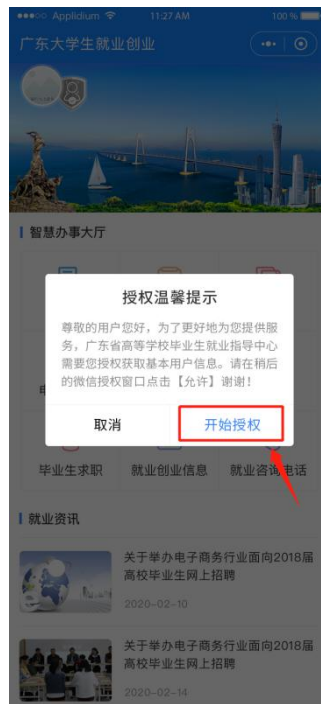 Applidium
11:27 AM
100 %
广东大学生就业创业
智慧办事大厅
授权温馨提示
尊敬的用户您好，为了更好地为您提供服
务，广东省高等学校毕业生就业指导中心
需要您授权获取基本用户信息。请在稍后
的微信授权窗口点击【允许】谢谢！
取消
开始授权
毕业生求职
就业创业信息
就业咨询电话
就业资讯
关于举办电子商务行业面向2018届
高校毕业生网上招聘
2020-02-10
关于举办电子商务行业面向2018届
高校毕业生网上招聘
2020-02-14